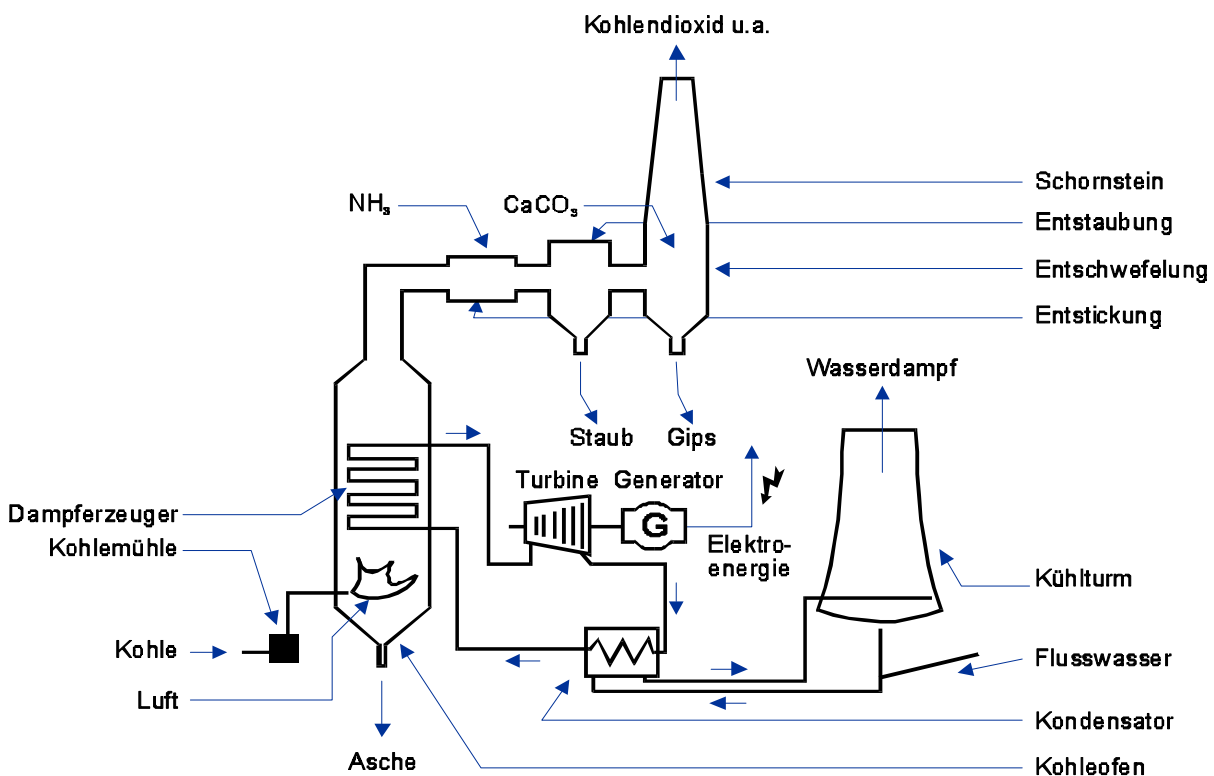 Kohlendioxid u.a.
Schornstein
NH₃
CaCO₃
Entstaubung
Entschwefelung
Entstickung
Wasserdampf
Staub
Gips
Turbine
Generator
Dampferzeuger
G
Kohlemühle
Elektro-
energie
Kühlturm
Kohle
Flusswasser
Luft
Kondensator
Asche
Kohleofen